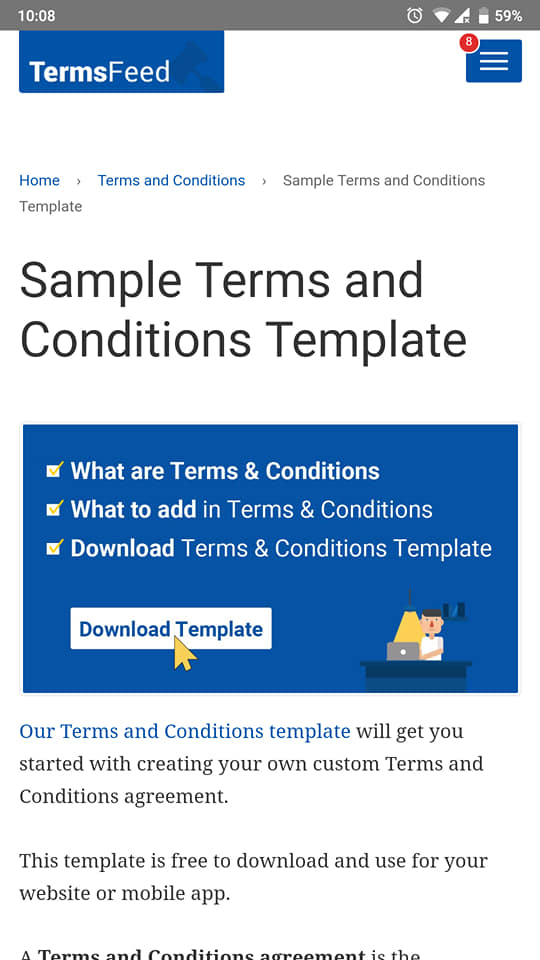 10:08
59%
TermsFeed
8
Home › Terms and Conditions › Sample Terms and Conditions
Template
Sample Terms and
Conditions Template
What are Terms & Conditions
What to add in Terms & Conditions
Download Terms & Conditions Template
Download Template
Our Terms and Conditions template will get you
started with creating your own custom Terms and
Conditions agreement.
This template is free to download and use for your
website or mobile app.
A Terms and Conditions agreement is the